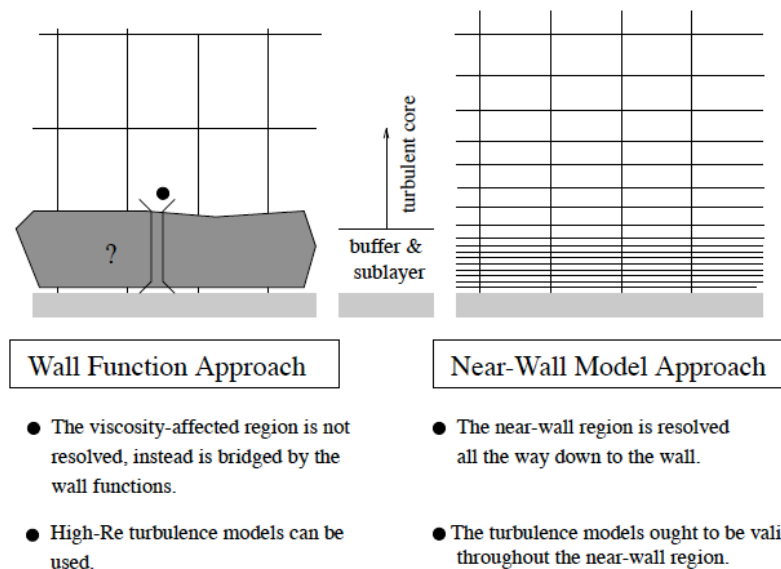 ?
turbulent core
buffer &
sublayer
Wall Function Approach
● The viscosity-affected region is not
resolved, instead is bridged by the
wall functions.
● High-Re turbulence models can be
used.
Near-Wall Model Approach
● The near-wall region is resolved
all the way down to the wall.
● The turbulence models ought to be vali
throughout the near-wall region.